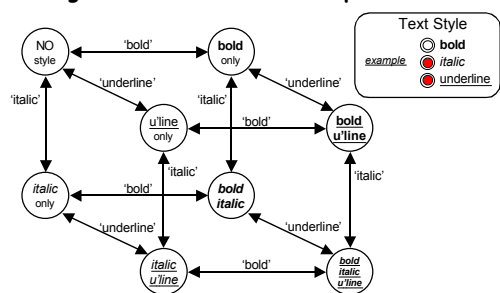 Text Style
bold
example
italic
underline
NO
style
'bold'
bold
only
'underline'
'underline'
'italic'
'italic'
u'line
only
'bold'
bold
u'line
'italic'
'italic'
italic
only
'bold'
bold
italic
'underline'
'underline'
italic
u'line
'bold'
bold
italic
u'line